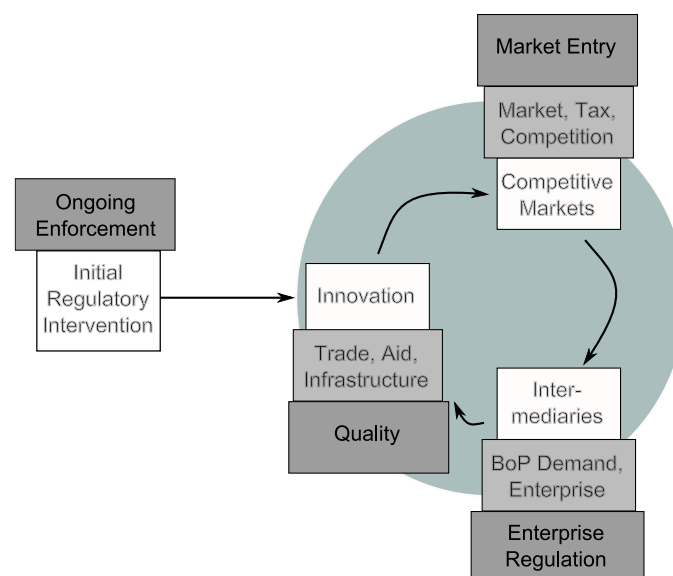 Market Entry
Market, Tax,
Competition
Competitive
Markets
Ongoing
Enforcement
Initial
Regulatory
Intervention
Innovation
Trade, Aid,
Infrastructure
Quality
Inter-
mediaries
BoP Demand,
Enterprise
Enterprise
Regulation